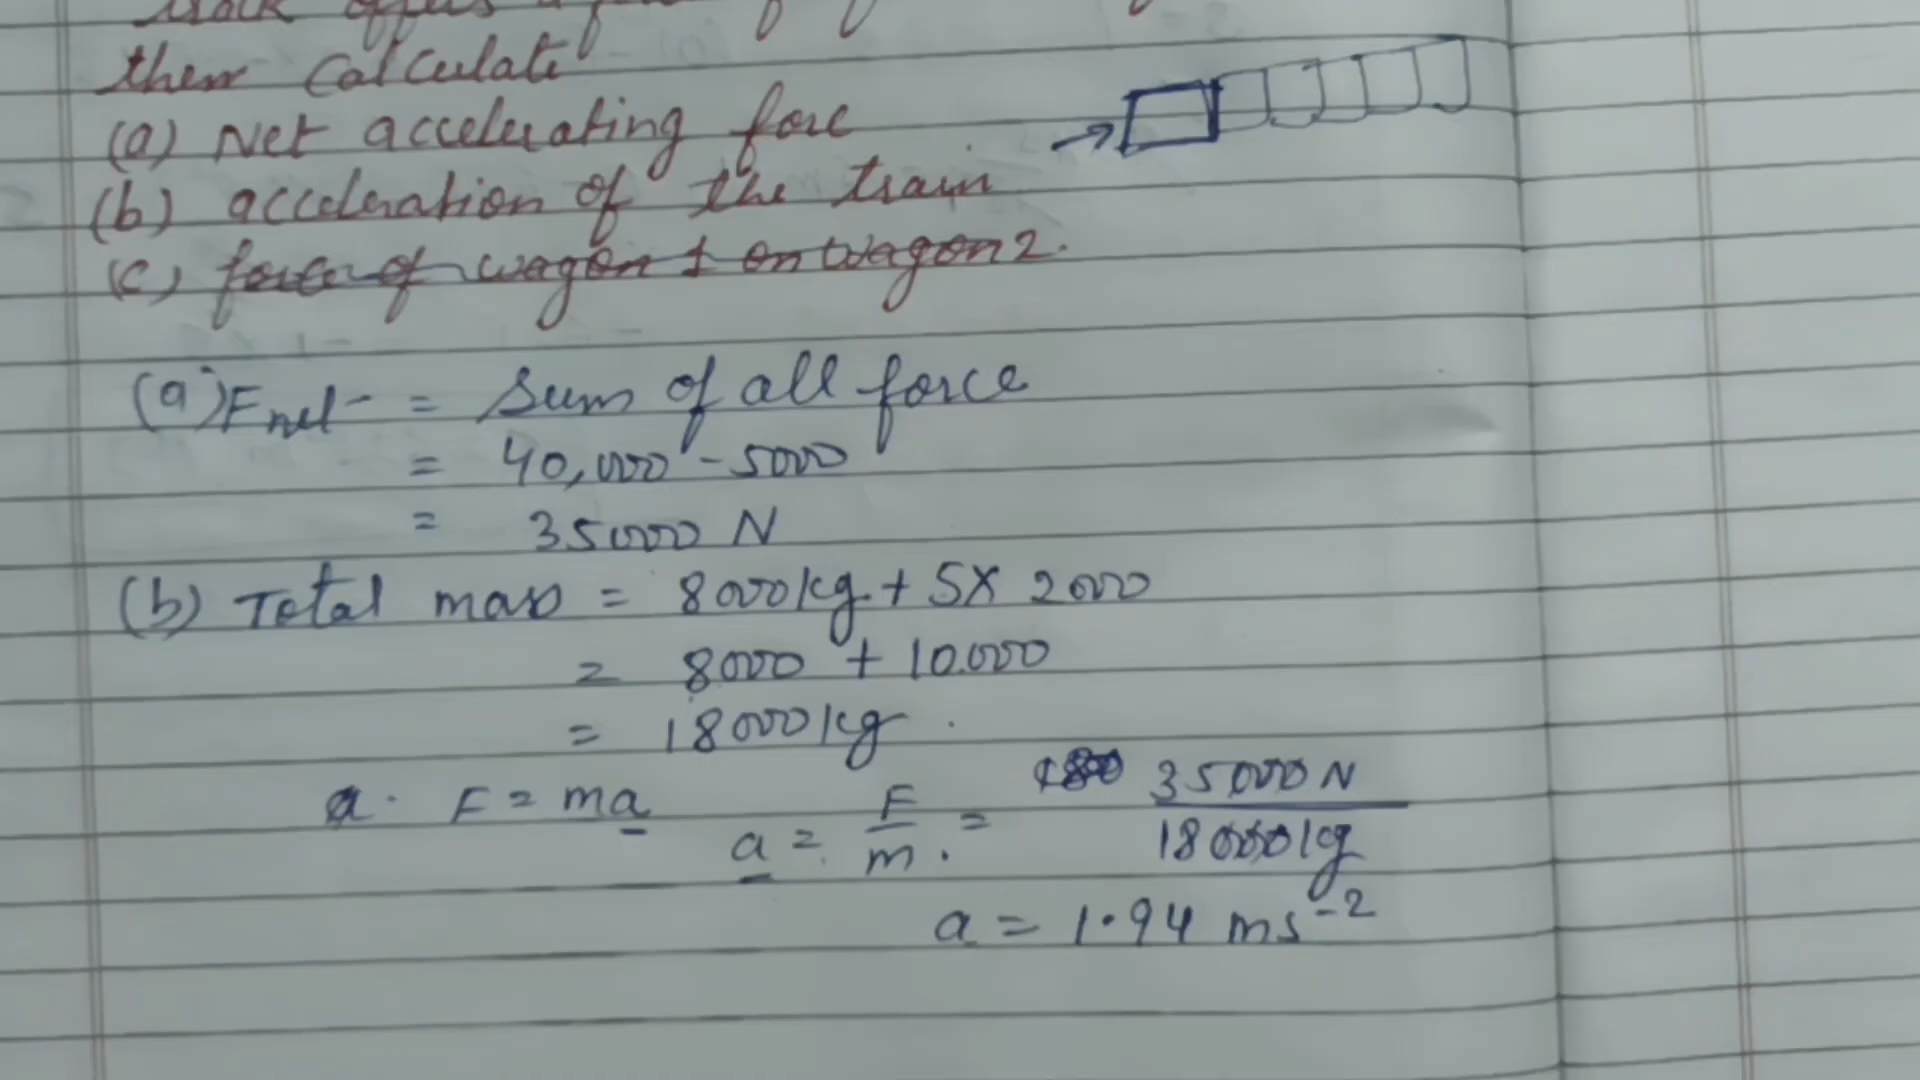 then calculate
(a) Net accelerating forc
(b) acceleration of the train
(c) force of wagon 1 on wagon 2.
(a) Fnet = Sum of all force
= 40,000 - 5000
= 35000 N
(b) Total mass = 8000kg + 5X 2000
= 8000 + 10.000
= 18000kg.
a. F = ma a = F/m. = 35000N/18000kg
a = 1.94 ms⁻²